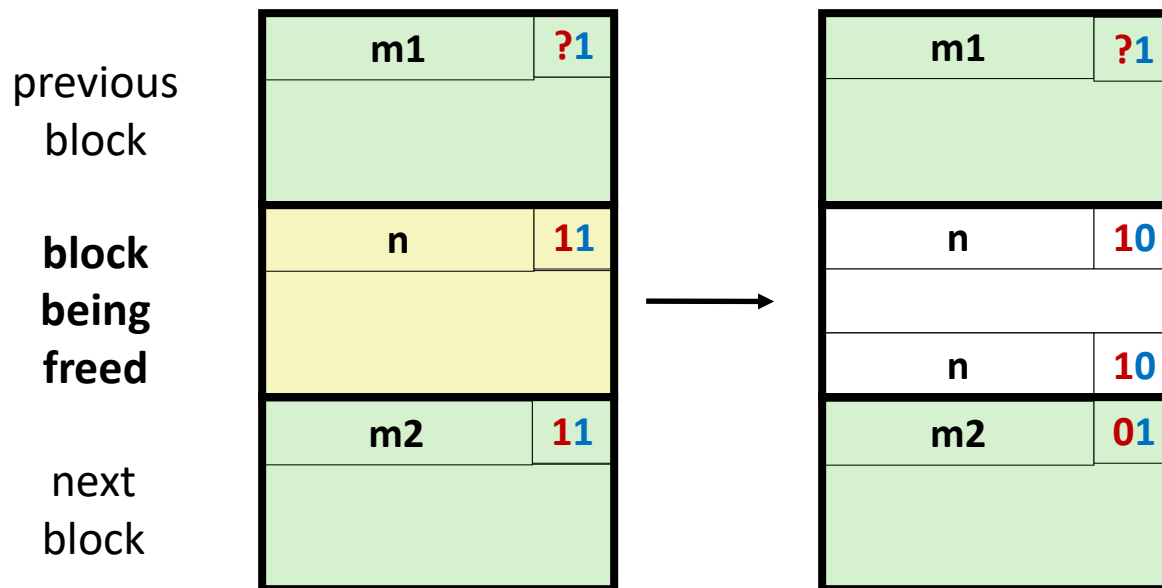 previous
block
block
being
freed
next
block
m1 ?1
n 11
m2 11
m1 ?1
n 10
n 10
m2 01